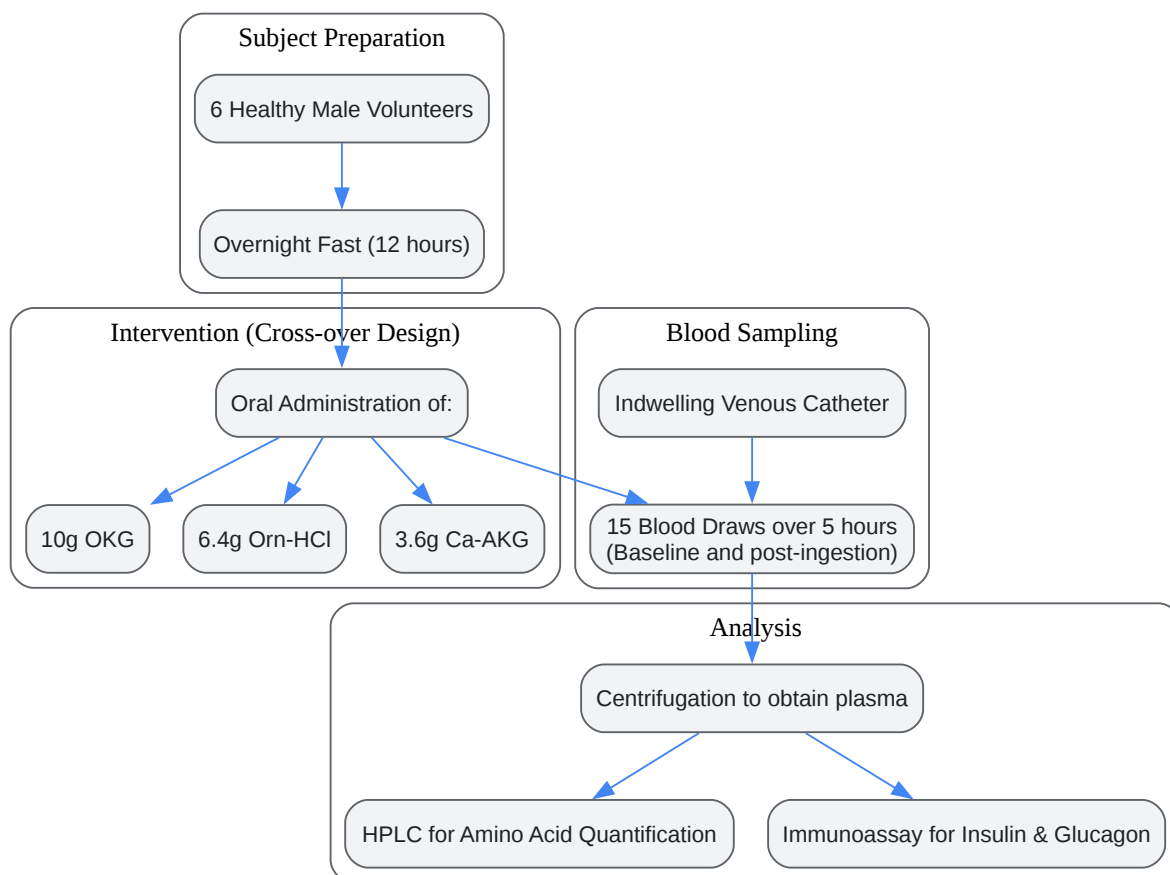 Subject Preparation
6 Healthy Male Volunteers
Overnight Fast (12 hours)
Intervention (Cross-over Design)
Oral Administration of:
10g OKG
6.4g Orn-HCl
3.6g Ca-AKG
Blood Sampling
Indwelling Venous Catheter
15 Blood Draws over 5 hours
(Baseline and post-ingestion)
Analysis
Centrifugation to obtain plasma
HPLC for Amino Acid Quantification
Immunoassay for Insulin & Glucagon